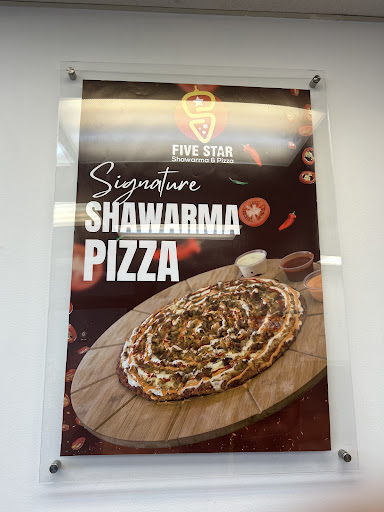 FIVE STAR
Shawarma & Pizza
Signature
SHAWARMA
PIZZA